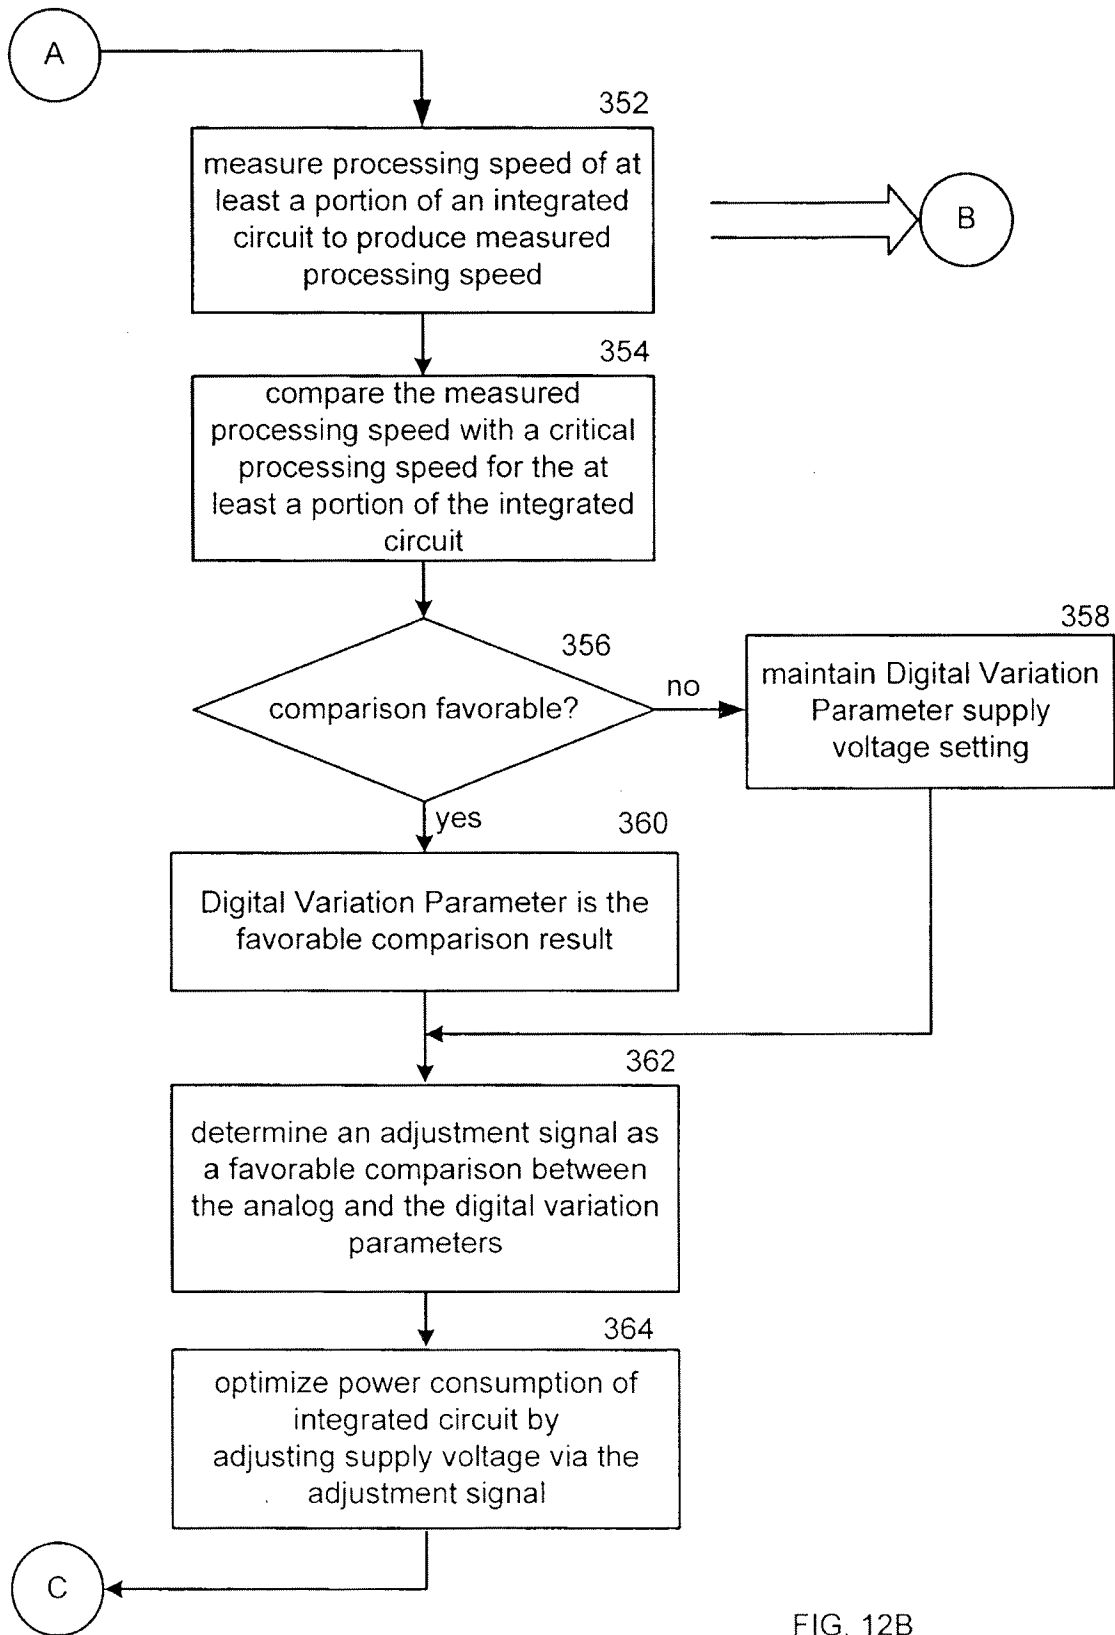 A
352
measure processing speed of at
least a portion of an integrated
circuit to produce measured
processing speed
B
354
compare the measured
processing speed with a critical
processing speed for the at
least a portion of the integrated
circuit
356
comparison favorable?
no
358
maintain Digital Variation
Parameter supply
voltage setting
yes
360
Digital Variation Parameter is the
favorable comparison result
362
determine an adjustment signal as
a favorable comparison between
the analog and the digital variation
parameters
364
optimize power consumption of
integrated circuit by
adjusting supply voltage via the
adjustment signal
C
FIG. 12B